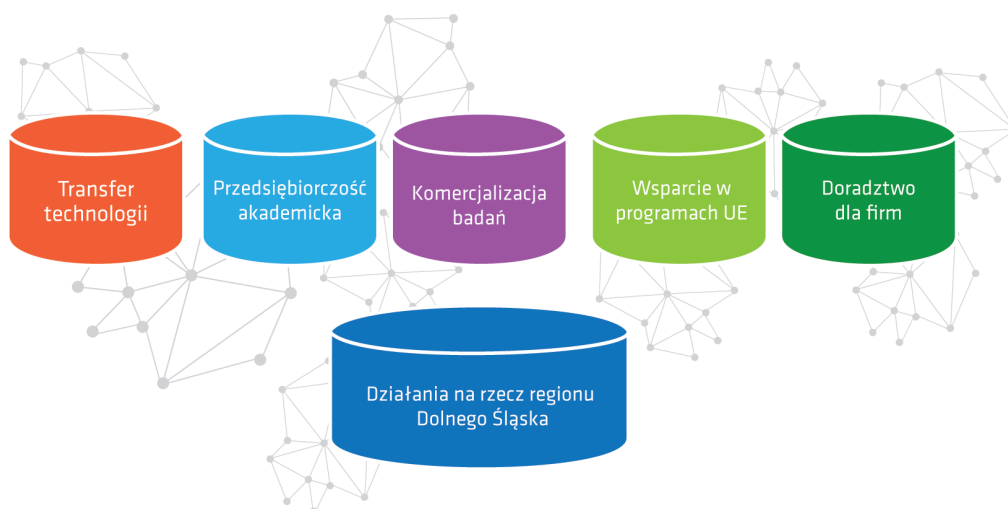 Transfer
technologii
Przedsiębiorczość
akademicka
Komercjalizacja
badań
Wsparcie w
programach UE
Doradztwo
dla firm
Działania na rzecz regionu
Dolnego Śląska